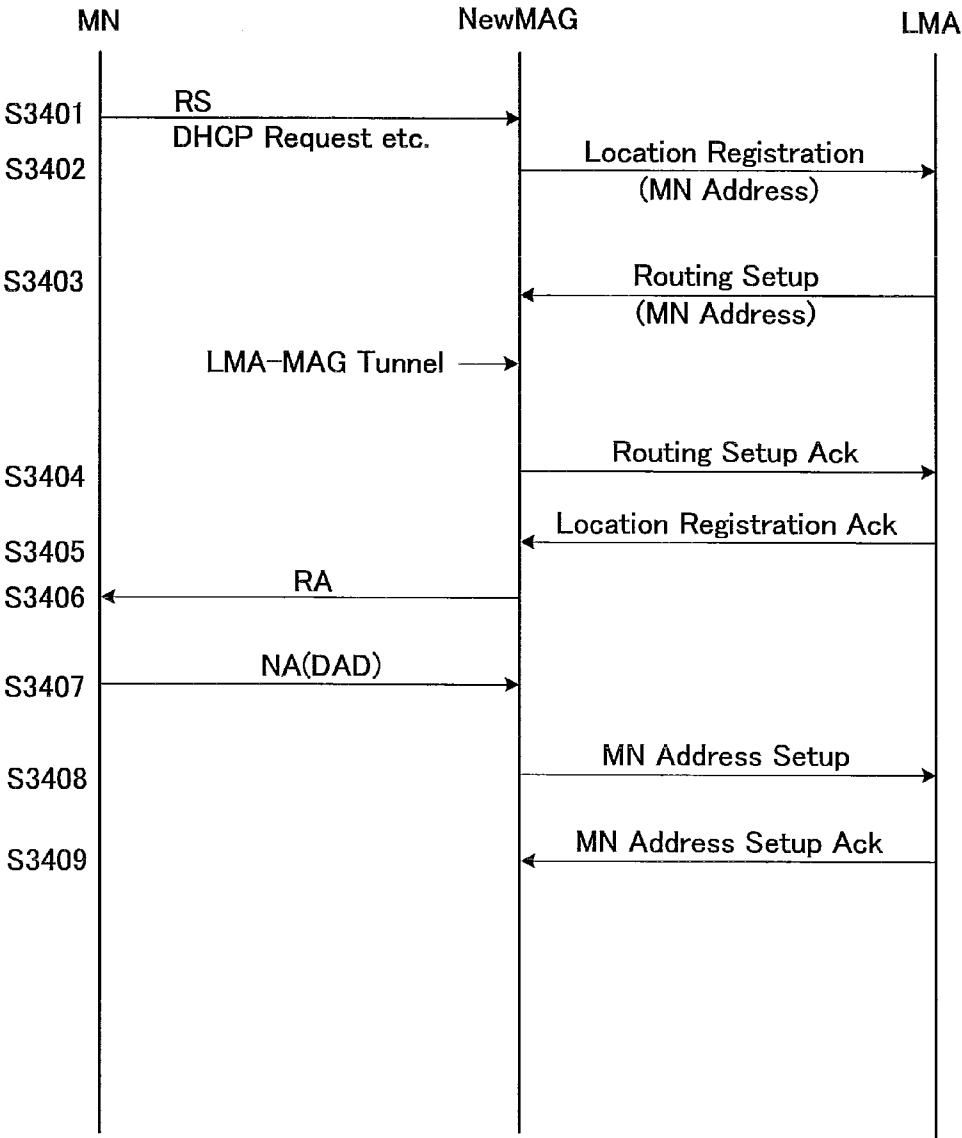 MN NewMAG LMA
S3401 RS
DHCP Request etc.
S3402 Location Registration
(MN Address)
S3403 Routing Setup
(MN Address)
LMA-MAG Tunnel
S3404 Routing Setup Ack
S3405 Location Registration Ack
S3406 RA
S3407 NA(DAD)
S3408 MN Address Setup
S3409 MN Address Setup Ack